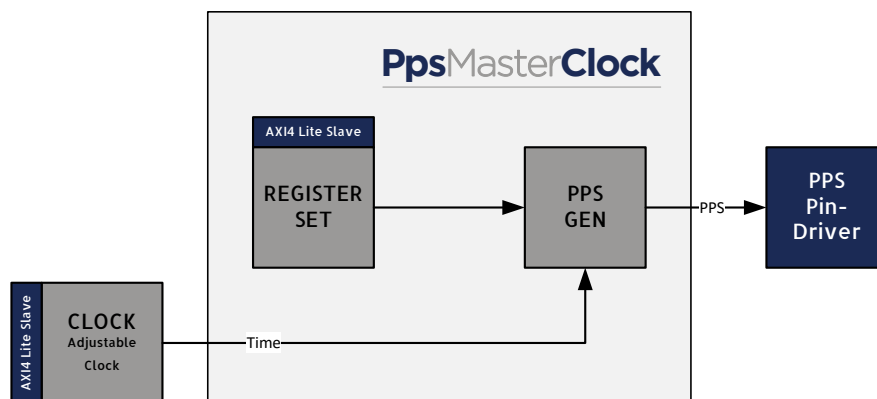 PpsMasterClock
AXI4 Lite Slave
REGISTER
SET
PPS
GEN
PPS
PPS
Pin-
Driver
AXI4 Lite Slave
CLOCK
Adjustable
Clock
Time